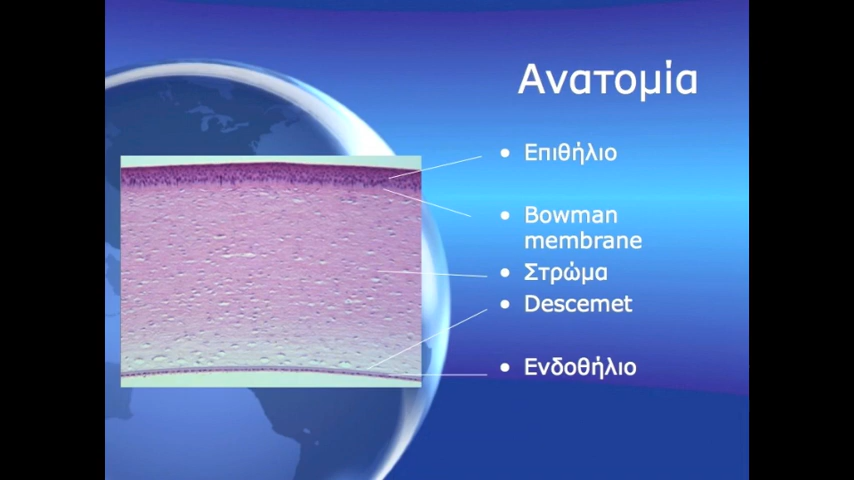 Ανατομία
• Επιθήλιο
• Bowman
membrane
• Στρώμα
• Descemet
• Ενδοθήλιο